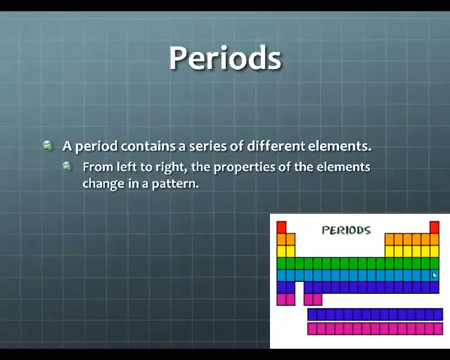 Periods
A period contains a series of different elements.
From left to right, the properties of the elements
change in a pattern.
PERIODS